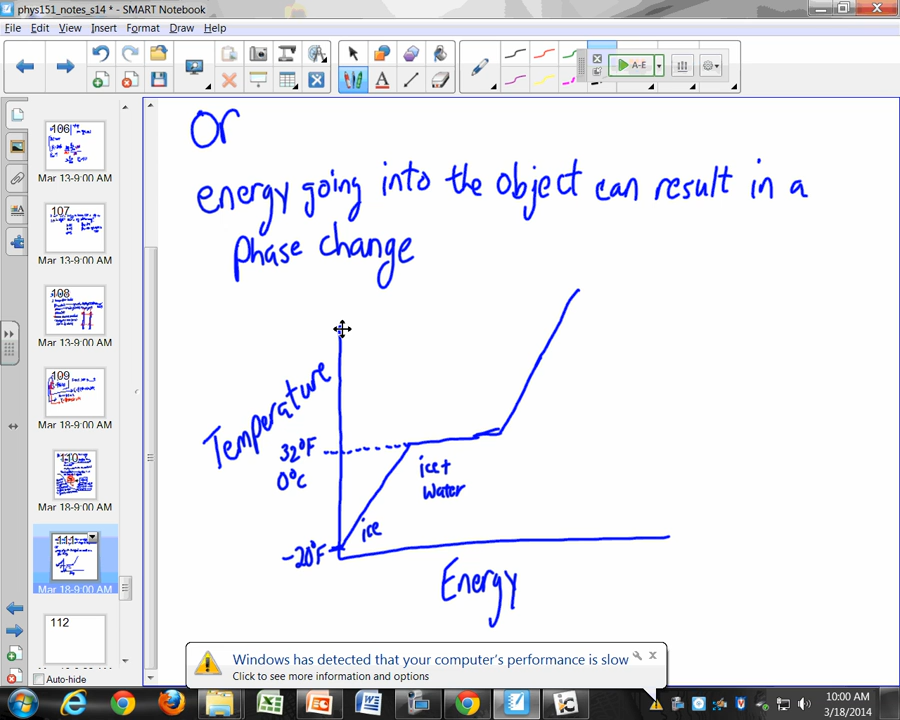 phys151_notes_s14 * - SMART Notebook
File Edit View Insert Format Draw Help
A-E
106
Mar 13-9:00 AM
107
Mar 13-9:00 AM
108
Mar 13-9:00 AM
109
Mar 18-9:00 AM
110
Mar 18-9:00 AM
111
Mar 18-9:00 AM
112
Auto-hide
Or
energy going into the object can result in a
phase change
Temperature
32°F
0°C
ice +
water
ice
-20°F
Energy
Windows has detected that your computer's performance is slow
Click to see more information and options
10:00 AM
3/18/2014